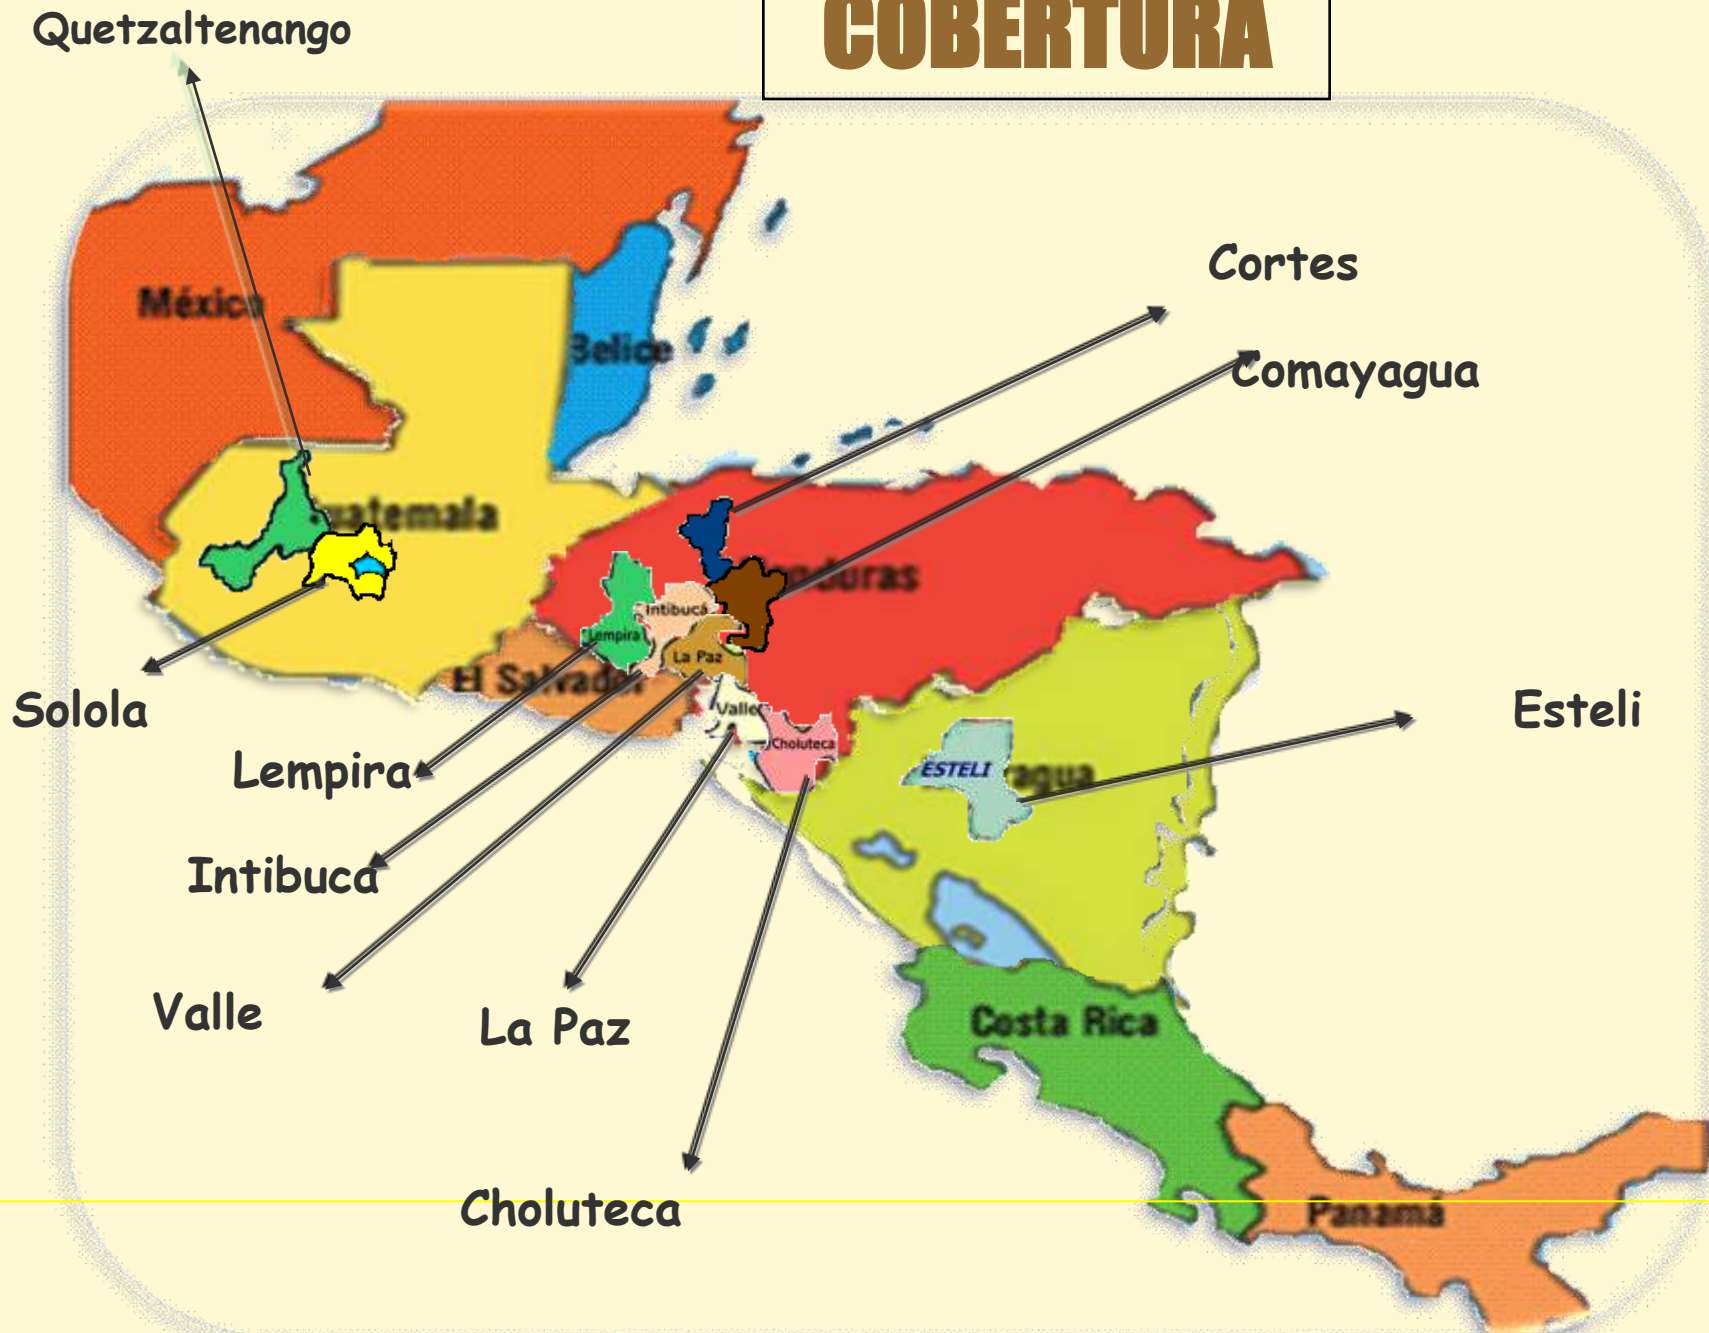 COBERTURA
Quetzaltenango
Cortes
México
Belice
Comayagua
Guatemala
Honduras
Intibucá
Lempira
La Paz
El Salvador
Valle
Choluteca
Solola
Esteli
Lempira
ESTELI
ragua
Intibuca
Valle
La Paz
Costa Rica
Choluteca
Panamá